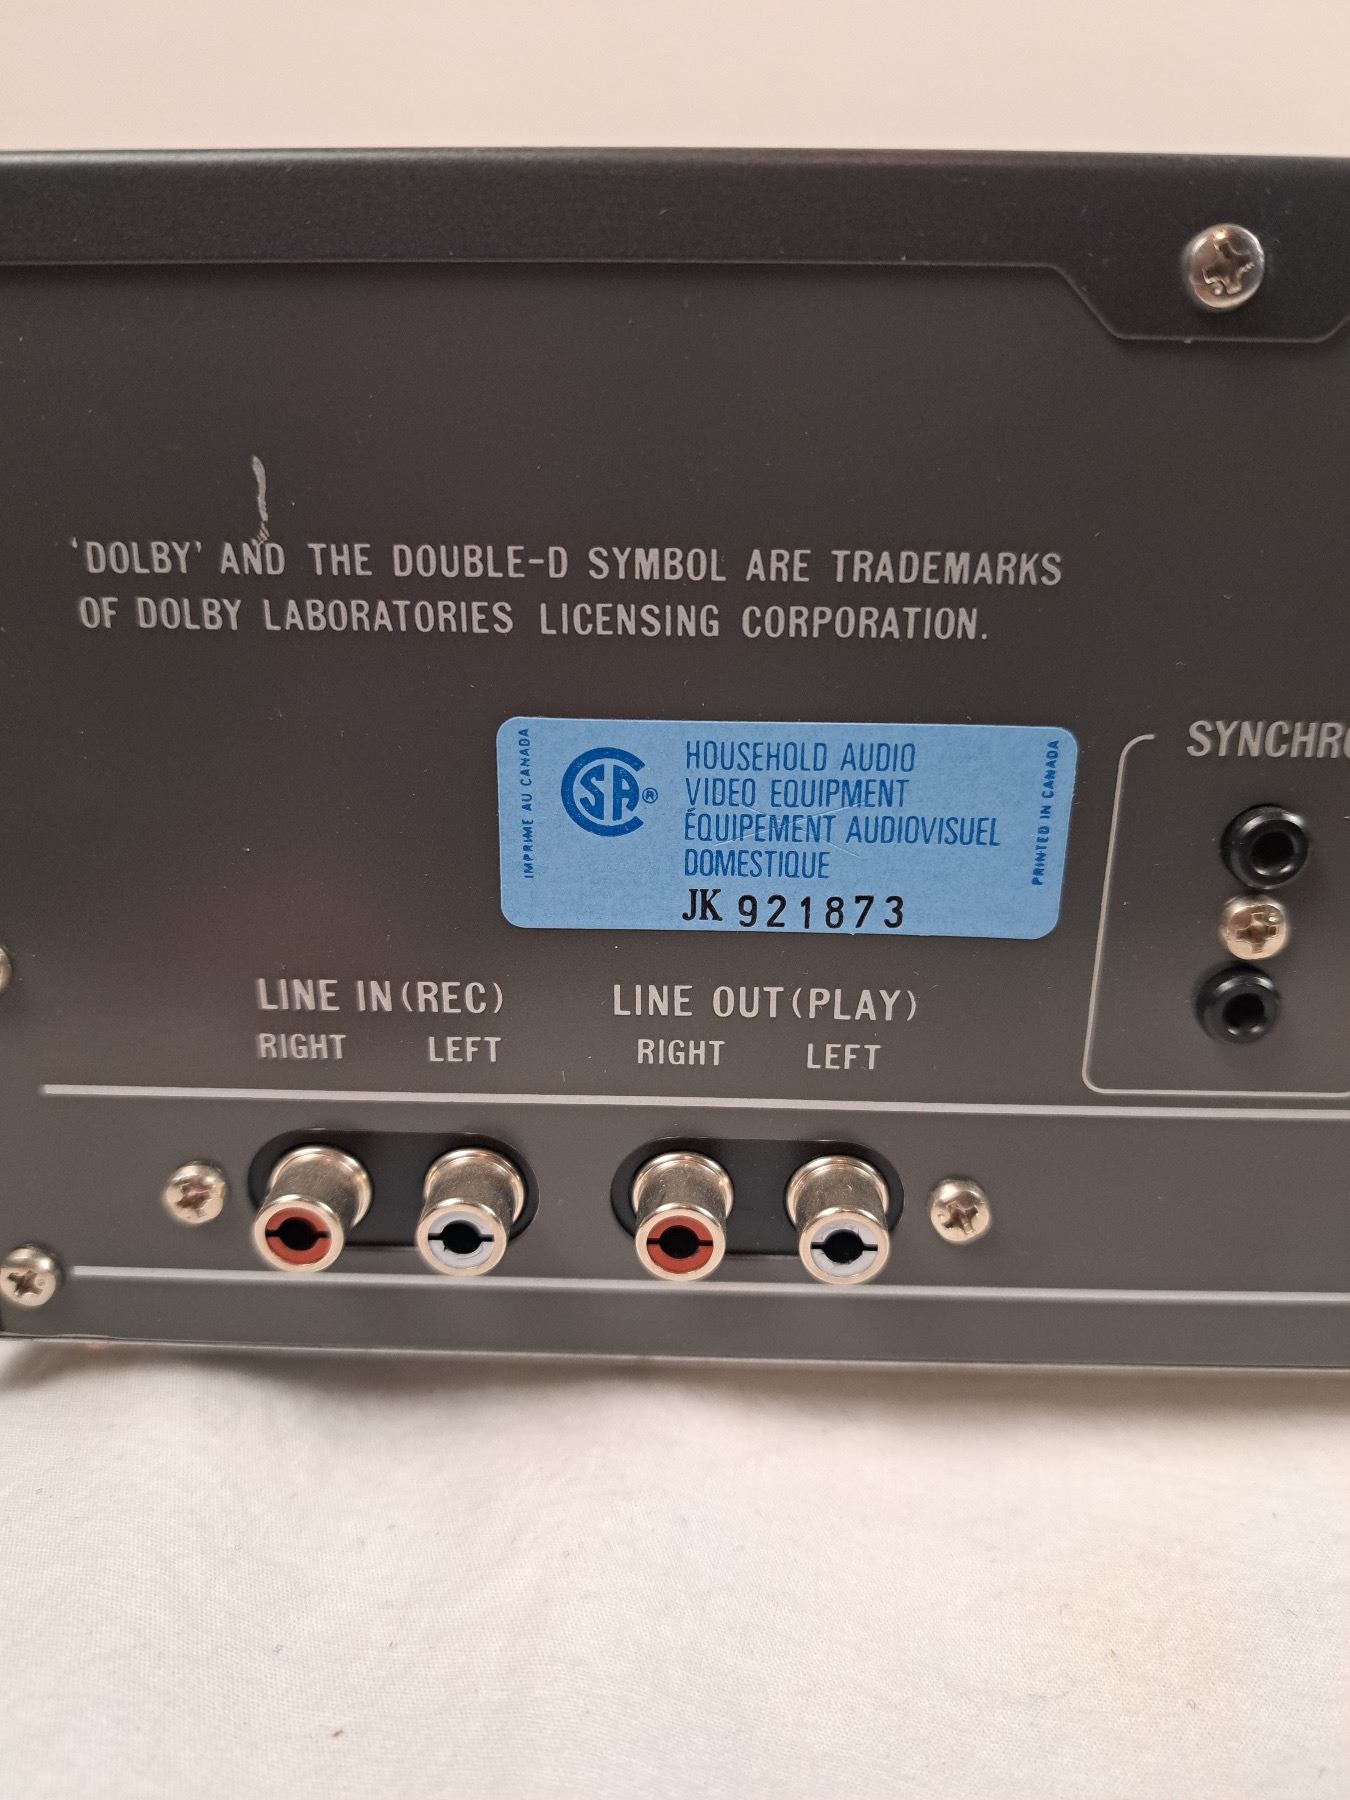 'DOLBY' AND THE DOUBLE-D SYMBOL ARE TRADEMARKS
OF DOLBY LABORATORIES LICENSING CORPORATION.
SYNCHRO
IMPRIMÉ AU CANADA
CSA®
HOUSEHOLD AUDIO
VIDEO EQUIPMENT
ÉQUIPEMENT AUDIOVISUEL
DOMESTIQUE
JK 921873
PRINTED IN CANADA
LINE IN (REC)
RIGHT LEFT
LINE OUT (PLAY)
RIGHT LEFT